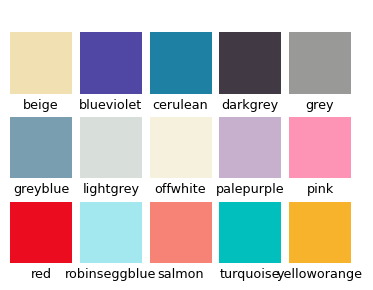 beige blueviolet cerulean darkgrey grey
greyblue lightgrey offwhite palepurple pink
red robinseggblue salmon turquoise yelloworange